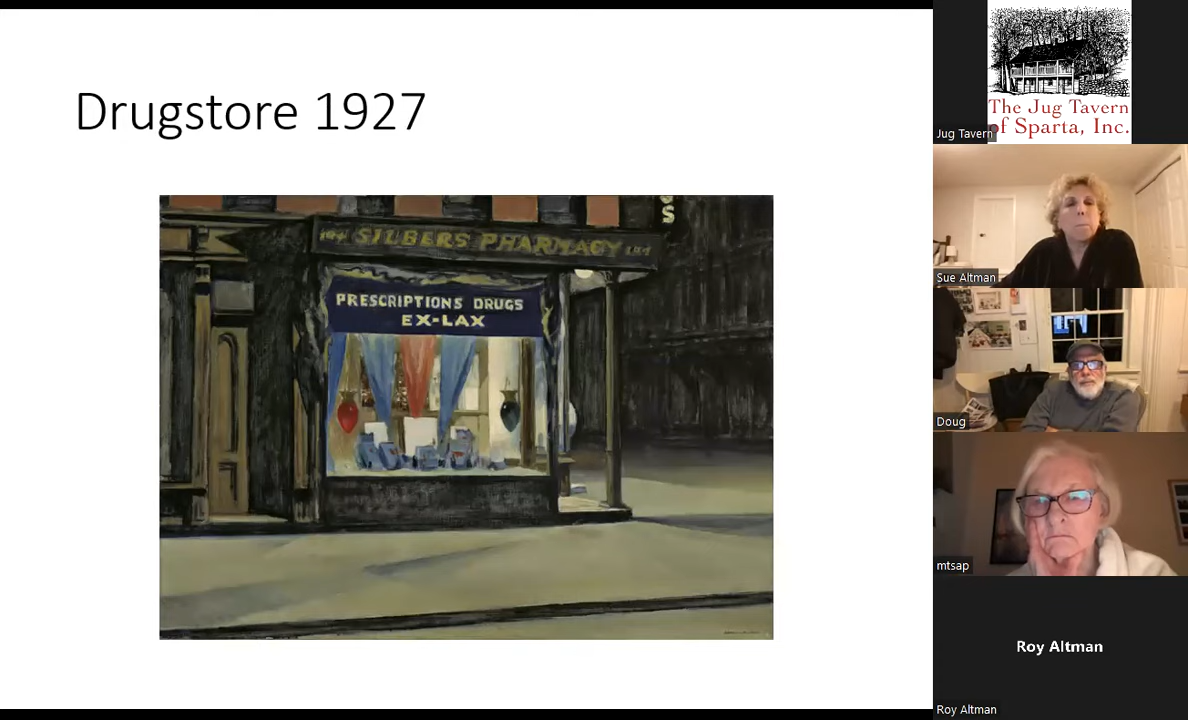 Drugstore 1927
S
SILBERS PHARMACY
PRESCRIPTIONS DRUGS
EX-LAX
The Jug Tavern
of Sparta, Inc.
Jug Tavern
Sue Altman
Doug
mtsap
Roy Altman
Roy Altman